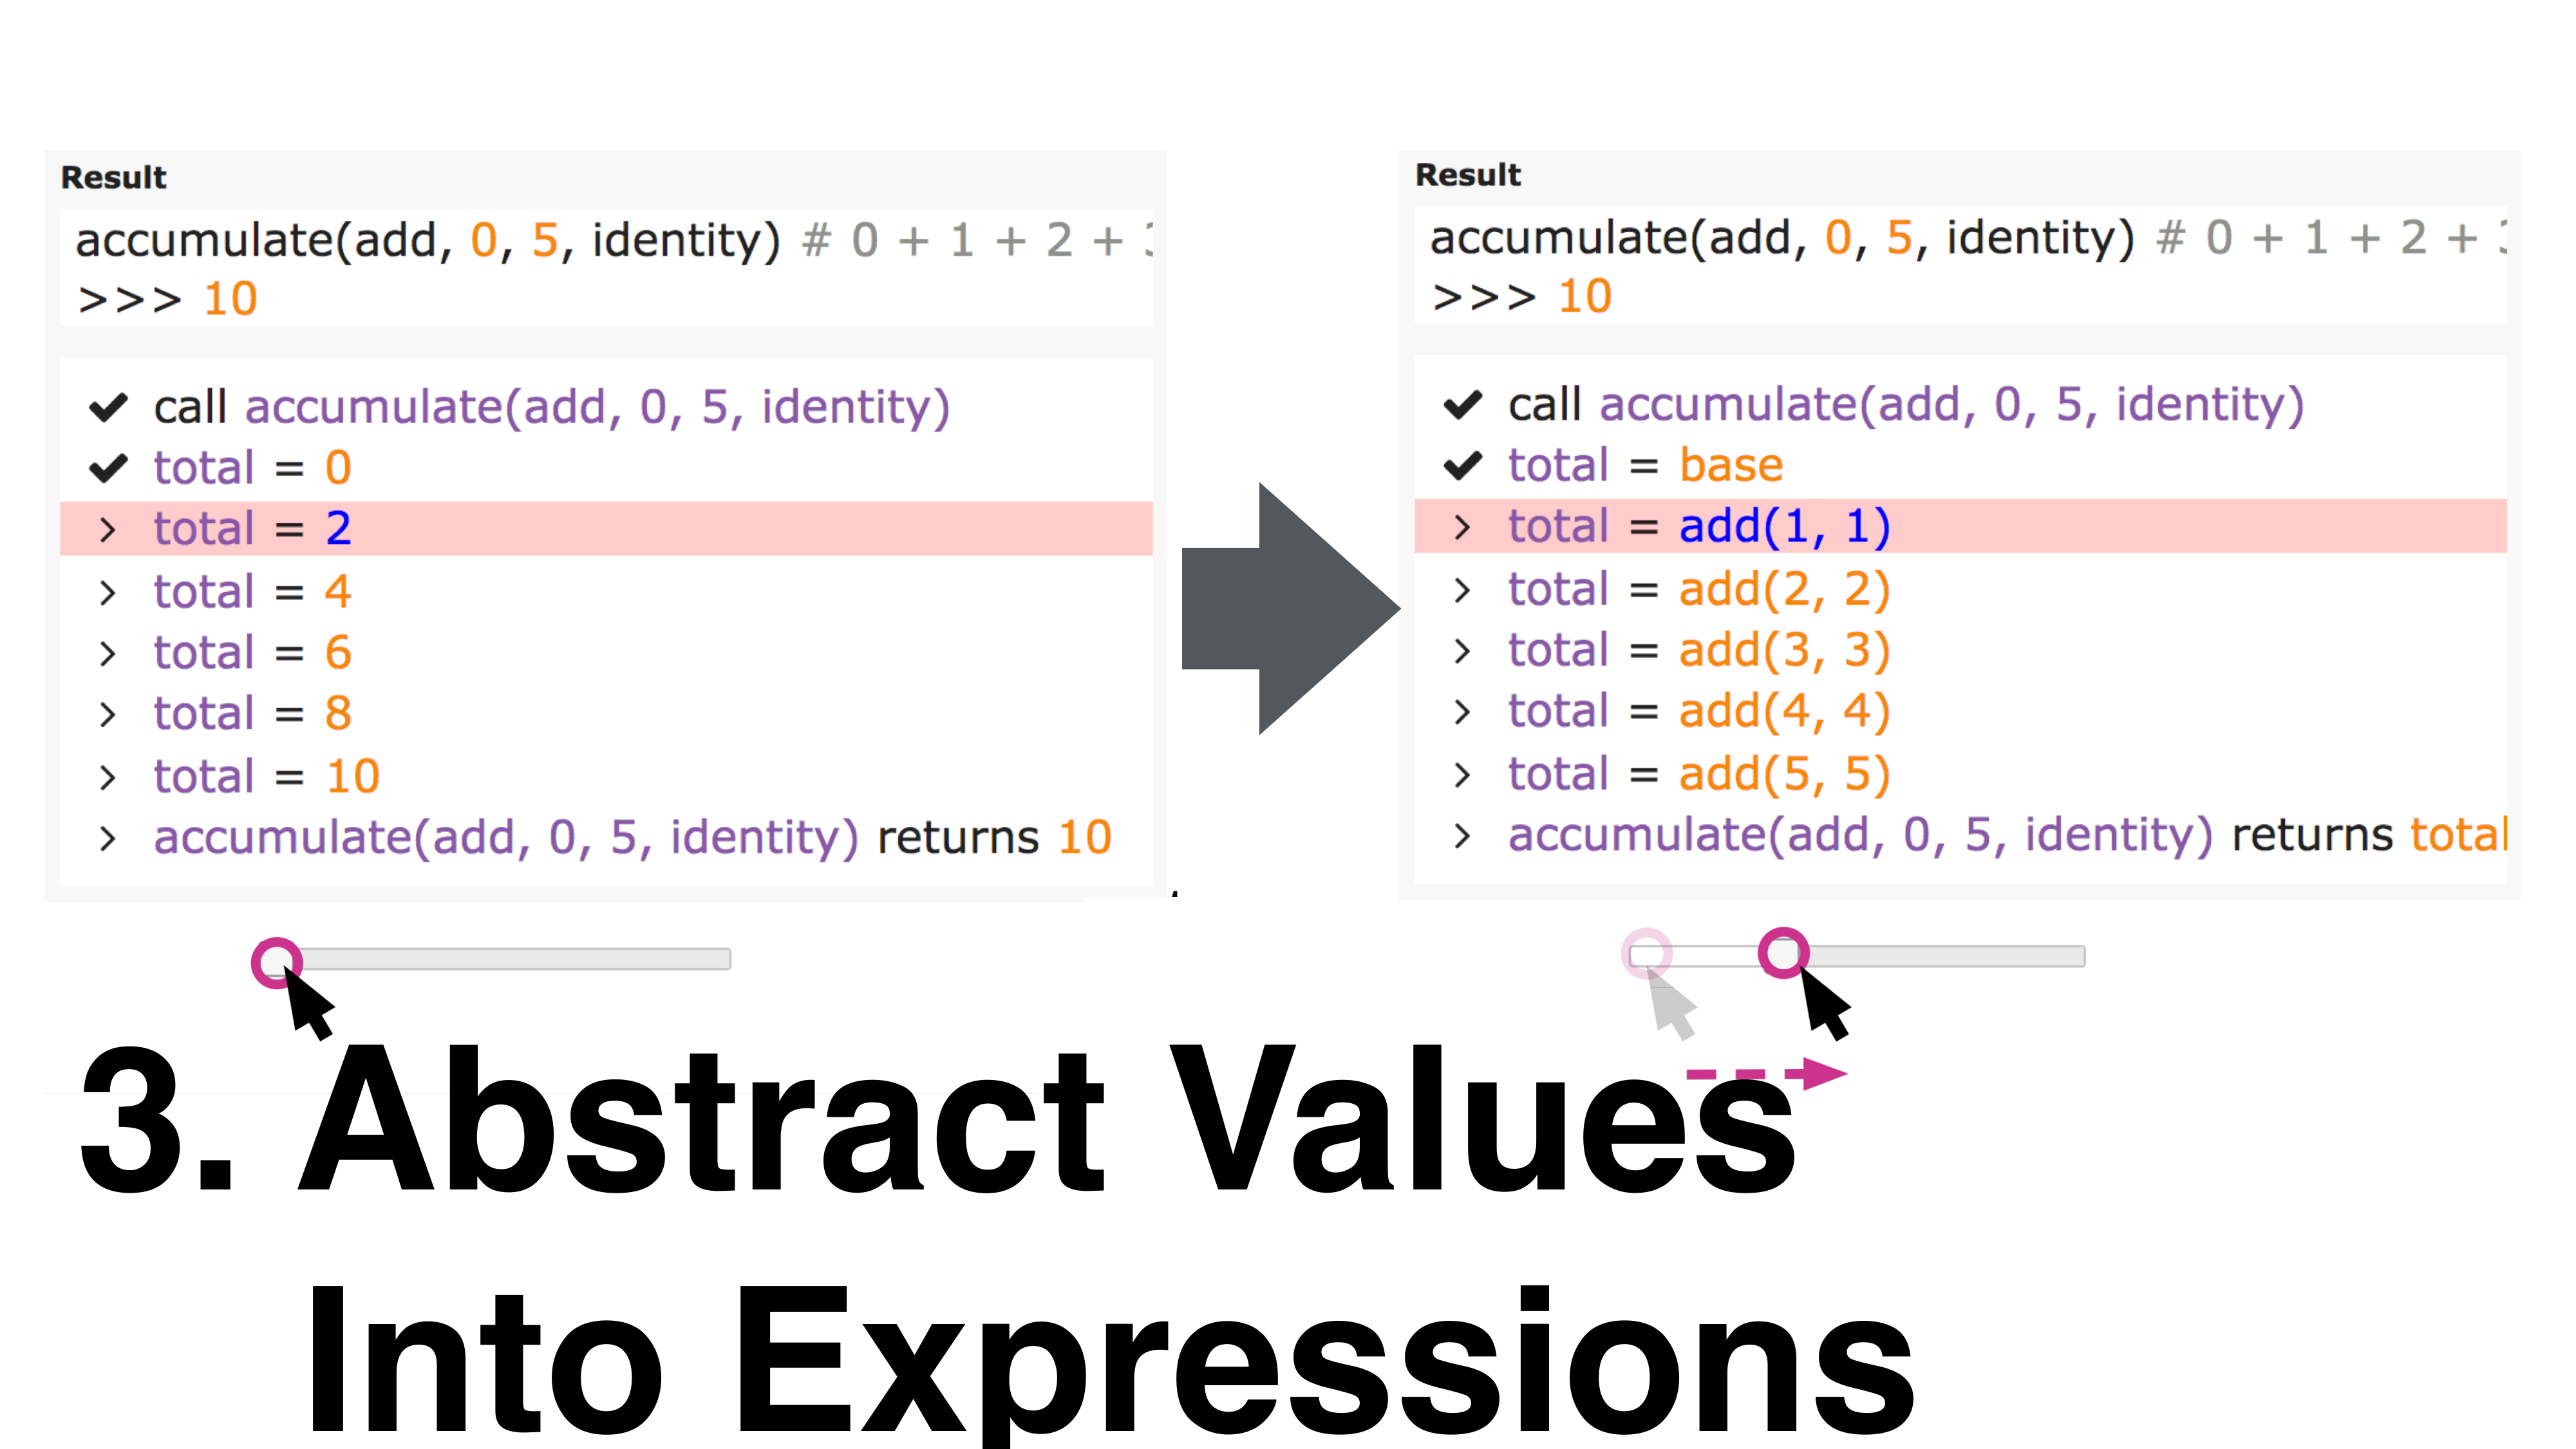 Result
accumulate(add, 0, 5, identity) # 0 + 1 + 2 +
>>> 10
✔ call accumulate(add, 0, 5, identity)
✔ total = 0
> total = 2
> total = 4
> total = 6
> total = 8
> total = 10
> accumulate(add, 0, 5, identity) returns 10
Result
accumulate(add, 0, 5, identity) # 0 + 1 + 2 +
>>> 10
✔ call accumulate(add, 0, 5, identity)
✔ total = base
> total = add(1, 1)
> total = add(2, 2)
> total = add(3, 3)
> total = add(4, 4)
> total = add(5, 5)
> accumulate(add, 0, 5, identity) returns total
3. Abstract Values
Into Expressions